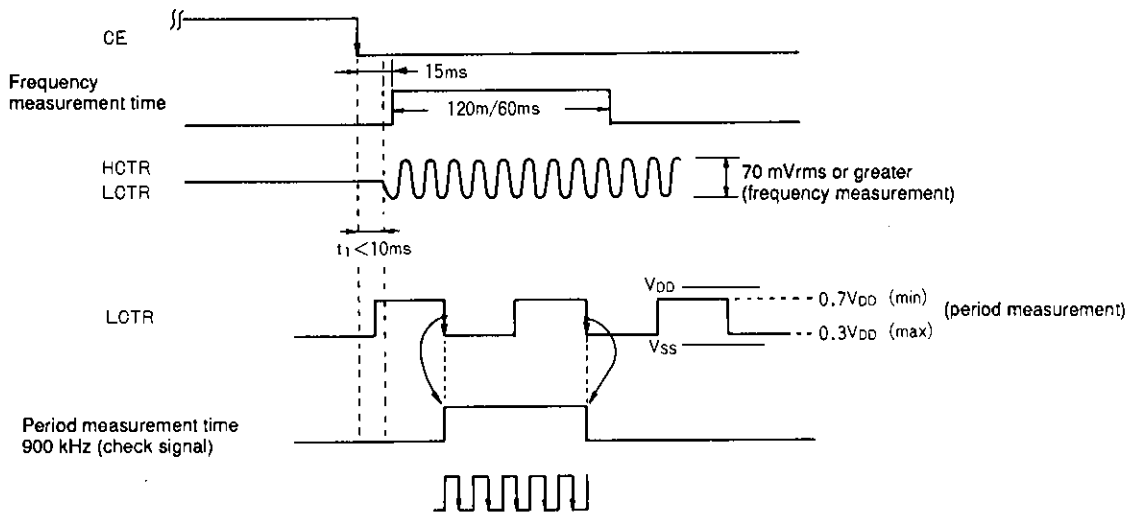 CE
15ms
Frequency
measurement time
120m/60ms
HCTR
LCTR
70 mVrms or greater
(frequency measurement)
t1<10ms
VDD
0.7VDD (min)
(period measurement)
LCTR
0.3VDD (max)
VSS
Period measurement time
900 kHz (check signal)